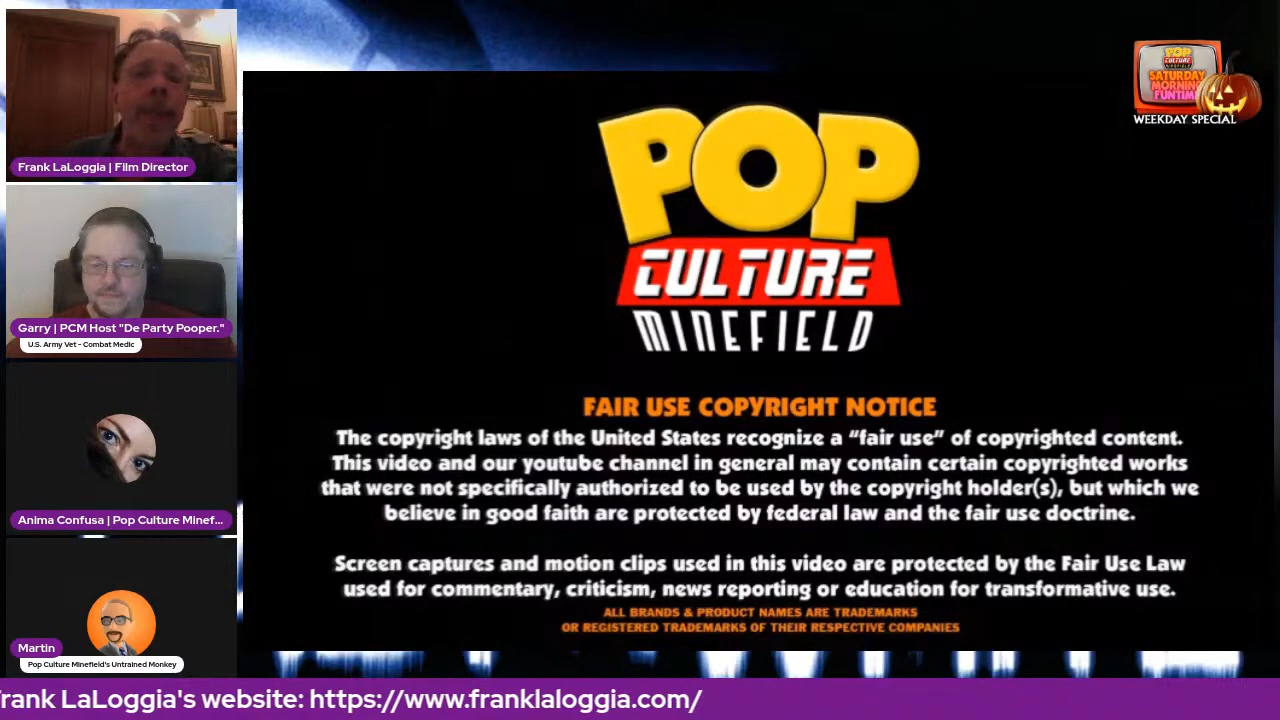 Frank LaLoggia | Film Director
Garry | PCM Host "De Party Pooper."
U.S. Army Vet - Combat Medic
Anima Confusa | Pop Culture Minef...
Martin
Pop Culture Minefield's Untrained Monkey
POP
CULTURE
MINEFIELD
FAIR USE COPYRIGHT NOTICE
The copyright laws of the United States recognize a “fair use” of copyrighted content.
This video and our youtube channel in general may contain certain copyrighted works
that were not specifically authorized to be used by the copyright holder(s), but which we
believe in good faith are protected by federal law and the fair use doctrine.
Screen captures and motion clips used in this video are protected by the Fair Use Law
used for commentary, criticism, news reporting or education for transformative use.
ALL BRANDS & PRODUCT NAMES ARE TRADEMARKS
OR REGISTERED TRADEMARKS OF THEIR RESPECTIVE COMPANIES
POP
CULTURE
MINEFIELD
SATURDAY
MORNING
FUNTIME
WEEKDAY SPECIAL
rank LaLoggia's website: https://www.franklaloggia.com/